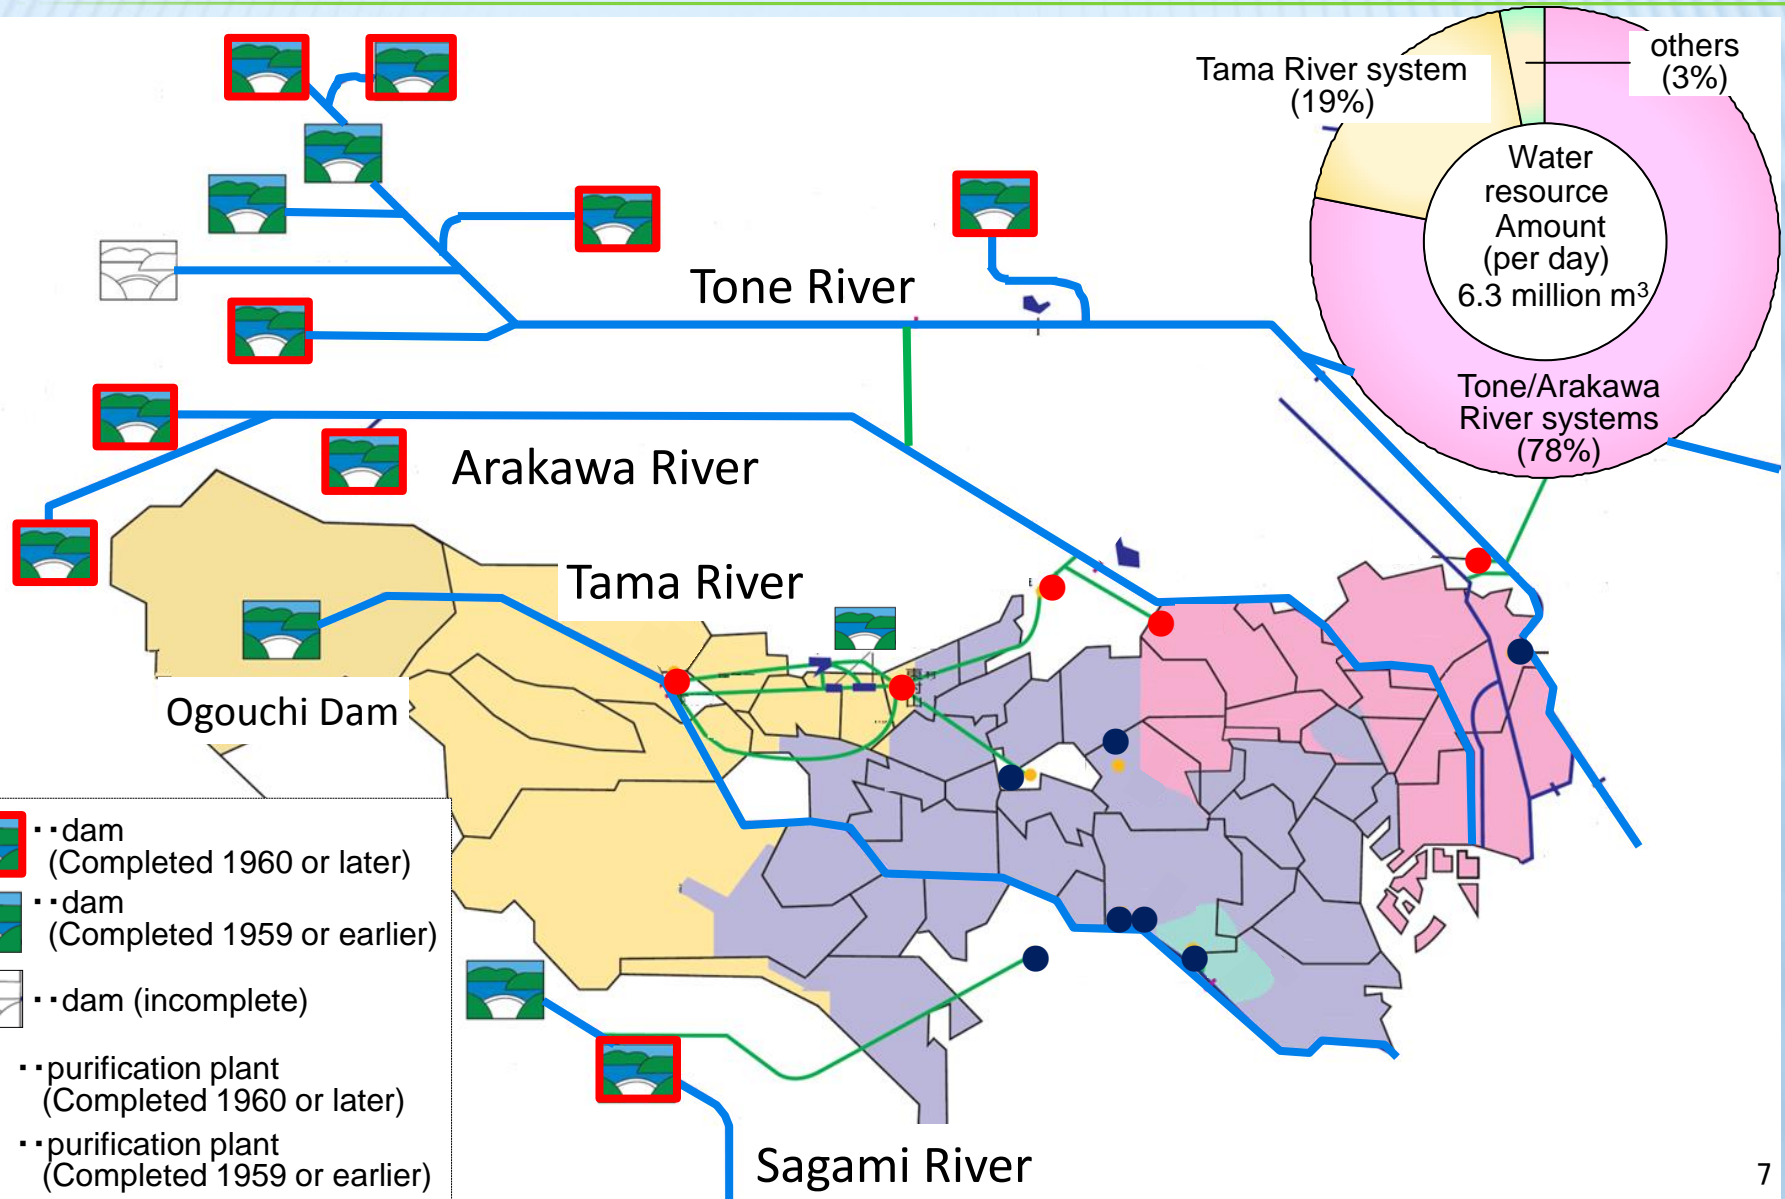 Tama River system
(19%)
others
(3%)
Water
resource
Amount
(per day)
6.3 million m³
Tone/Arakawa
River systems
(78%)
Tone River
Arakawa River
Tama River
Ogouchi Dam
‥dam
(Completed 1960 or later)
‥dam
(Completed 1959 or earlier)
‥dam (incomplete)
‥purification plant
(Completed 1960 or later)
‥purification plant
(Completed 1959 or earlier)
Sagami River
7